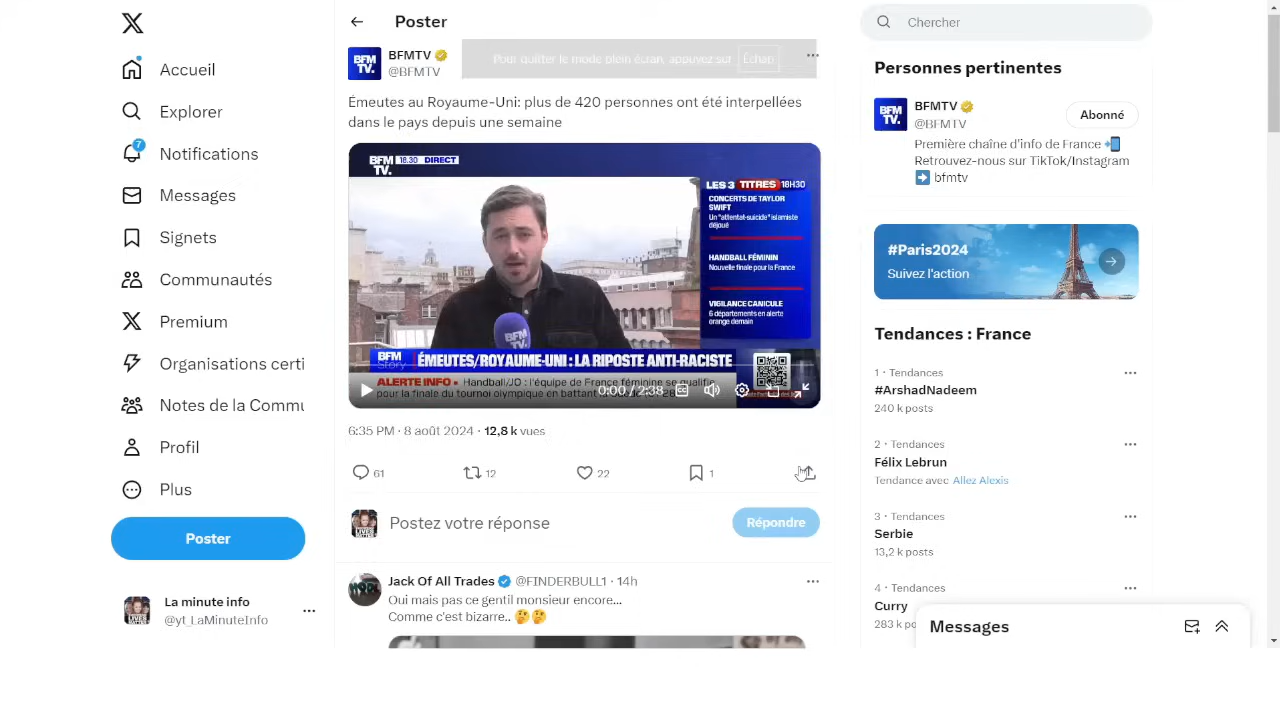 Poster
Chercher
BFMTV
@BFMTV
Pour quitter le mode plein écran, appuyez sur Échap
Émeutes au Royaume-Uni: plus de 420 personnes ont été interpellées
dans le pays depuis une semaine
BFM TV. 18.30 DIRECT
LES 3 TITRES 18H30
CONCERTS DE TAYLOR
SWIFT
Un "attentat-suicide" islamiste
déjoué
HANDBALL FÉMININ
Nouvelle finale pour la France
VIGILANCE CANICULE
6 départements en alerte
orange demain
BFM
TV.
BFM
Story
ÉMEUTES/ROYAUME-UNI : LA RIPOSTE ANTI-RACISTE
ALERTE INFO • Handball/JO : l'équipe de France féminine se qualifie
pour la finale du tournoi olympique en battant
0:00 / 2:38
6:35 PM · 8 août 2024 · 12,8 k vues
61 12 22 1
Postez votre réponse
Répondre
Jack Of All Trades @FINDERBULL1 · 14h
Oui mais pas ce gentil monsieur encore...
Comme c'est bizarre.. 🤔🤔
Accueil
Explorer
7
Notifications
Messages
Signets
Communautés
Premium
Organisations certi
Notes de la Commu
Profil
Plus
Poster
La minute info
@yt_LaMinuteInfo
LIVES
MATTER
Personnes pertinentes
BFM
TV.
BFMTV
@BFMTV
Abonné
Première chaîne d'info de France 📲
Retrouvez-nous sur TikTok/Instagram
➡️ bfmtv
#Paris2024
Suivez l'action
Tendances : France
1 · Tendances
#ArshadNadeem
240 k posts
2 · Tendances
Félix Lebrun
Tendance avec Allez Alexis
3 · Tendances
Serbie
13,2 k posts
4 · Tendances
Curry
283 k po
Messages